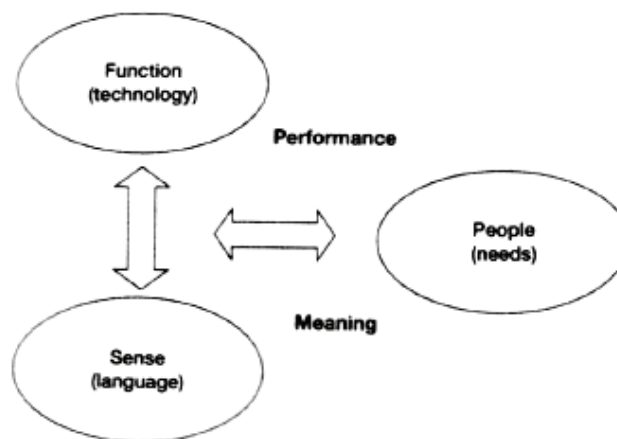 Function
(technology)
Performance
People
(needs)
Meaning
Sense
(language)